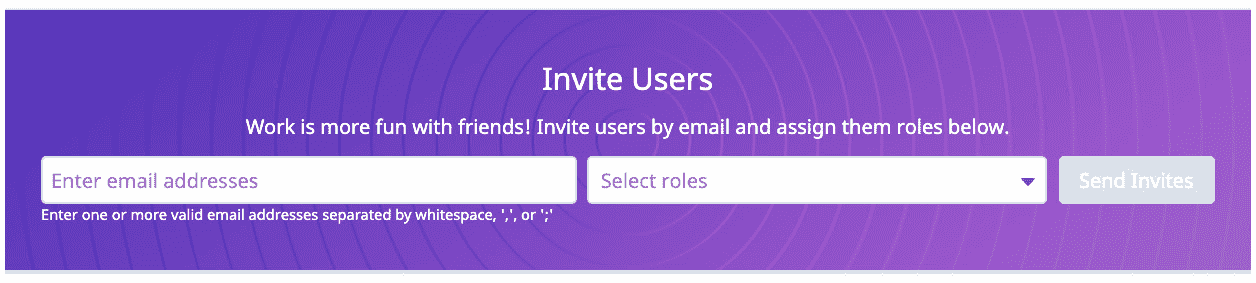 Invite Users
Work is more fun with friends! Invite users by email and assign them roles below.
Enter email addresses
Select roles
Send Invites
Enter one or more valid email addresses separated by whitespace, ',', or ';'